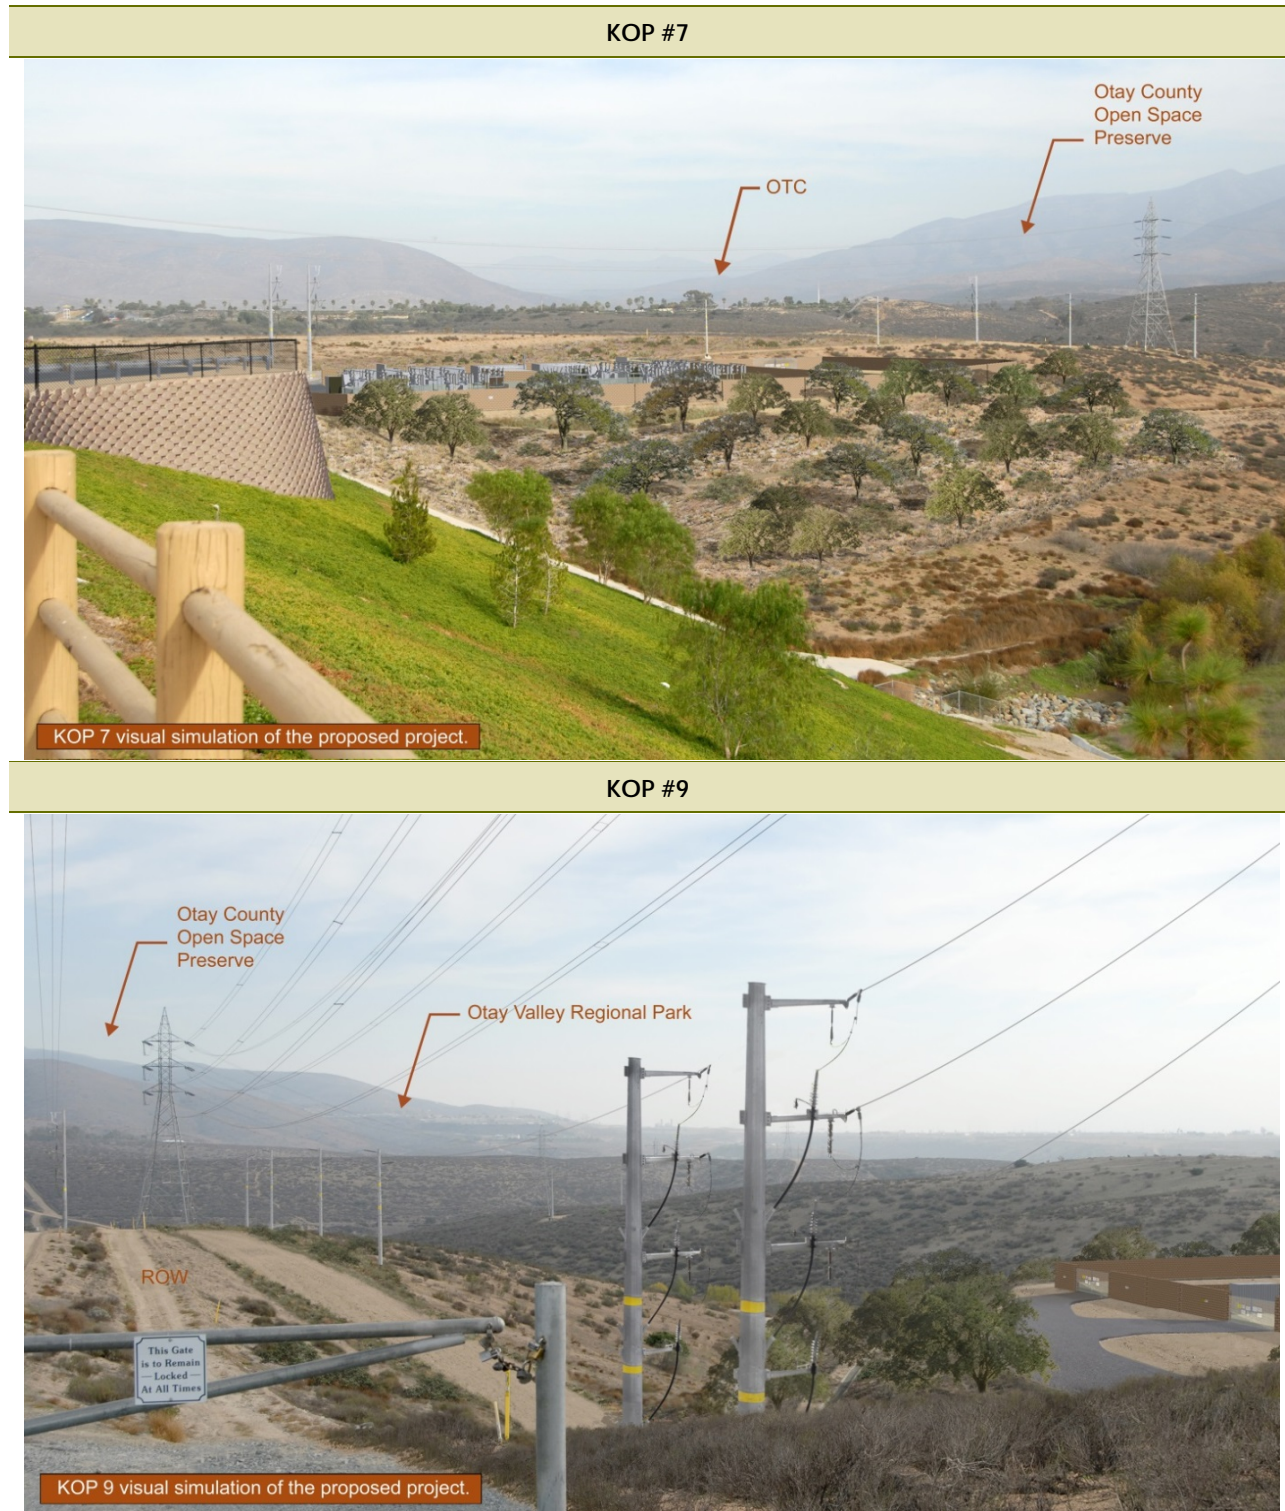 KOP #7
Otay County
Open Space
Preserve
OTC
KOP 7 visual simulation of the proposed project.
KOP #9
Otay County
Open Space
Preserve
Otay Valley Regional Park
ROW
This Gate
is to Remain
Locked
At All Times
KOP 9 visual simulation of the proposed project.